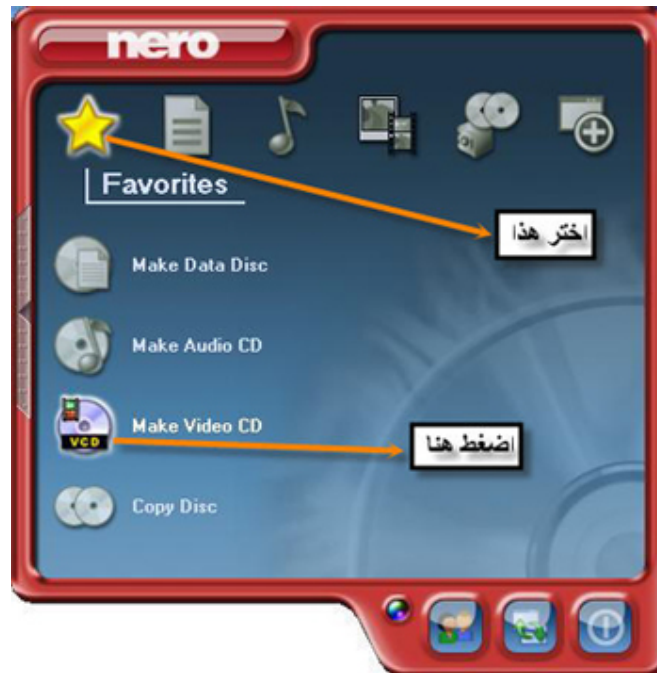 nero
Favorites
اختر هذا
Make Data Disc
Make Audio CD
Make Video CD
VCD
اضغط هنا
Copy Disc